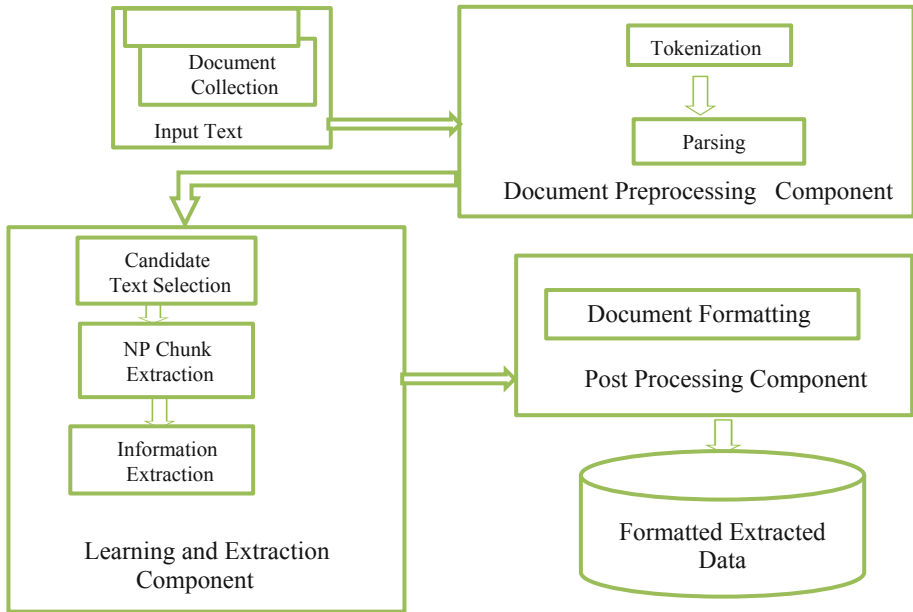 Document
Collection
Input Text
Tokenization
Parsing
Document Preprocessing Component
Candidate
Text Selection
NP Chunk
Extraction
Information
Extraction
Learning and Extraction
Component
Document Formatting
Post Processing Component
Formatted Extracted
Data